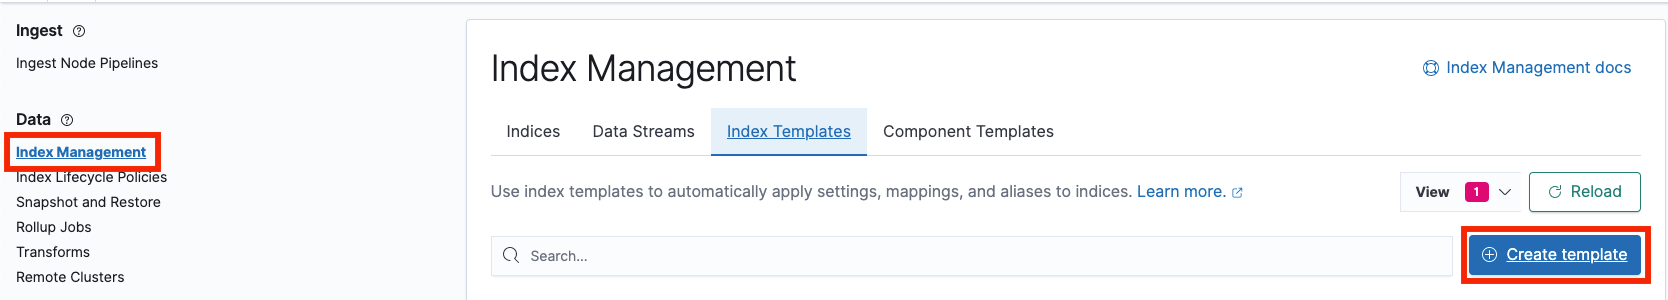 Ingest
Ingest Node Pipelines
Data
Index Management
Index Lifecycle Policies
Snapshot and Restore
Rollup Jobs
Transforms
Remote Clusters
Index Management
Index Management docs
Indices Data Streams Index Templates Component Templates
Use index templates to automatically apply settings, mappings, and aliases to indices. Learn more.
View 1 Reload
Search... Create template